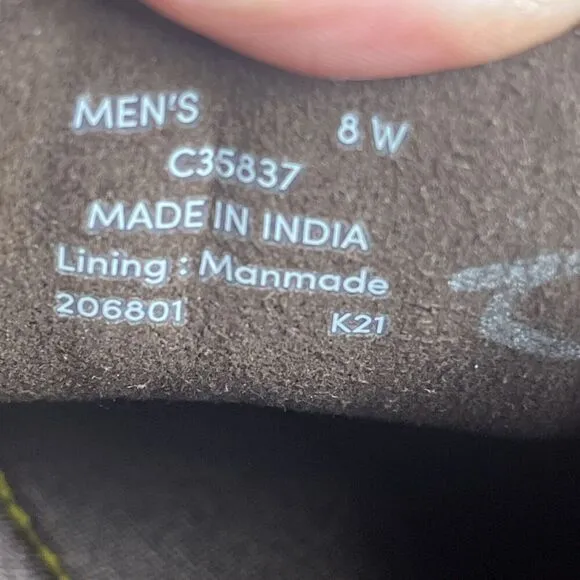 MEN'S 8 W
C35837
MADE IN INDIA
Lining : Manmade
206801 K21